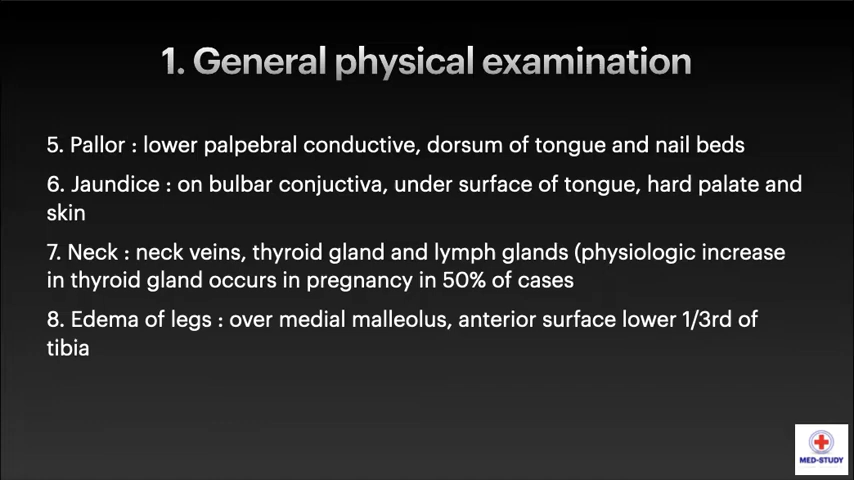 1. General physical examination
5. Pallor : lower palpebral conductive, dorsum of tongue and nail beds
6. Jaundice : on bulbar conjuctiva, under surface of tongue, hard palate and
skin
7. Neck : neck veins, thyroid gland and lymph glands (physiologic increase
in thyroid gland occurs in pregnancy in 50% of cases
8. Edema of legs : over medial malleolus, anterior surface lower 1/3rd of
tibia
MED-STUDY